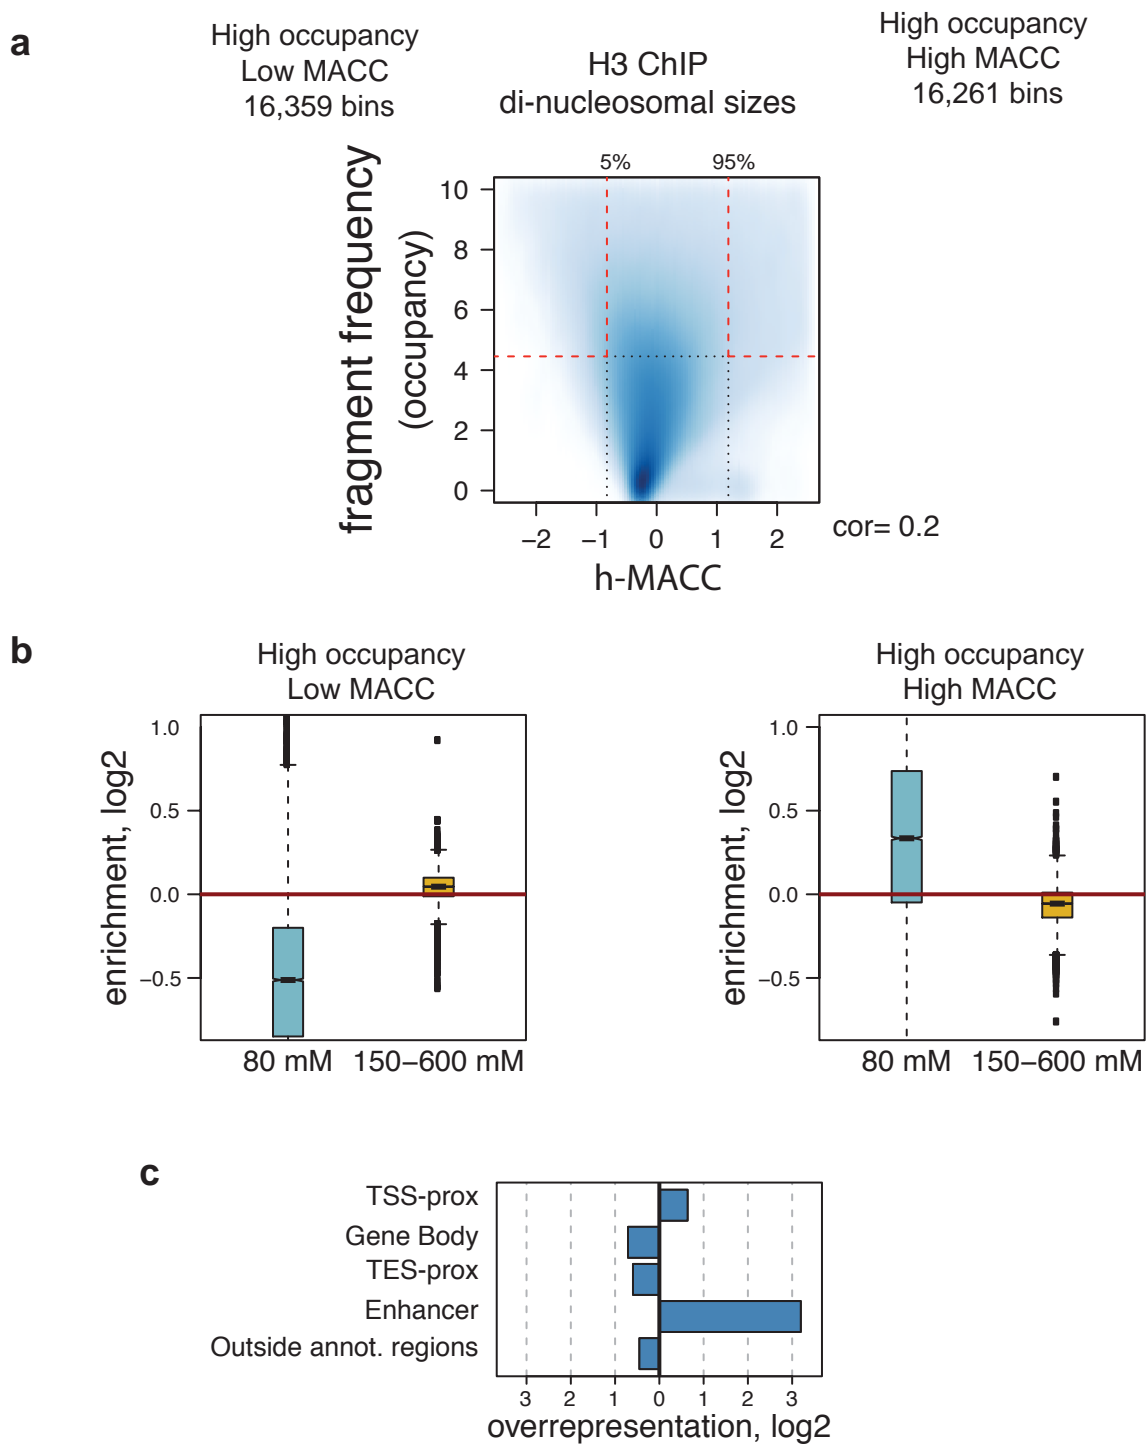 a
High occupancy
Low MACC
16,359 bins
H3 ChIP
di-nucleosomal sizes
High occupancy
High MACC
16,261 bins
5%
95%
fragment frequency
(occupancy)
10
8
6
4
2
0
−2 −1 0 1 2
h-MACC
cor= 0.2
b
High occupancy
Low MACC
enrichment, log2
1.0
0.5
0.0
−0.5
80 mM 150−600 mM
High occupancy
High MACC
enrichment, log2
1.0
0.5
0.0
−0.5
80 mM 150−600 mM
c
TSS-prox
Gene Body
TES-prox
Enhancer
Outside annot. regions
3 2 1 0 1 2 3
overrepresentation, log2